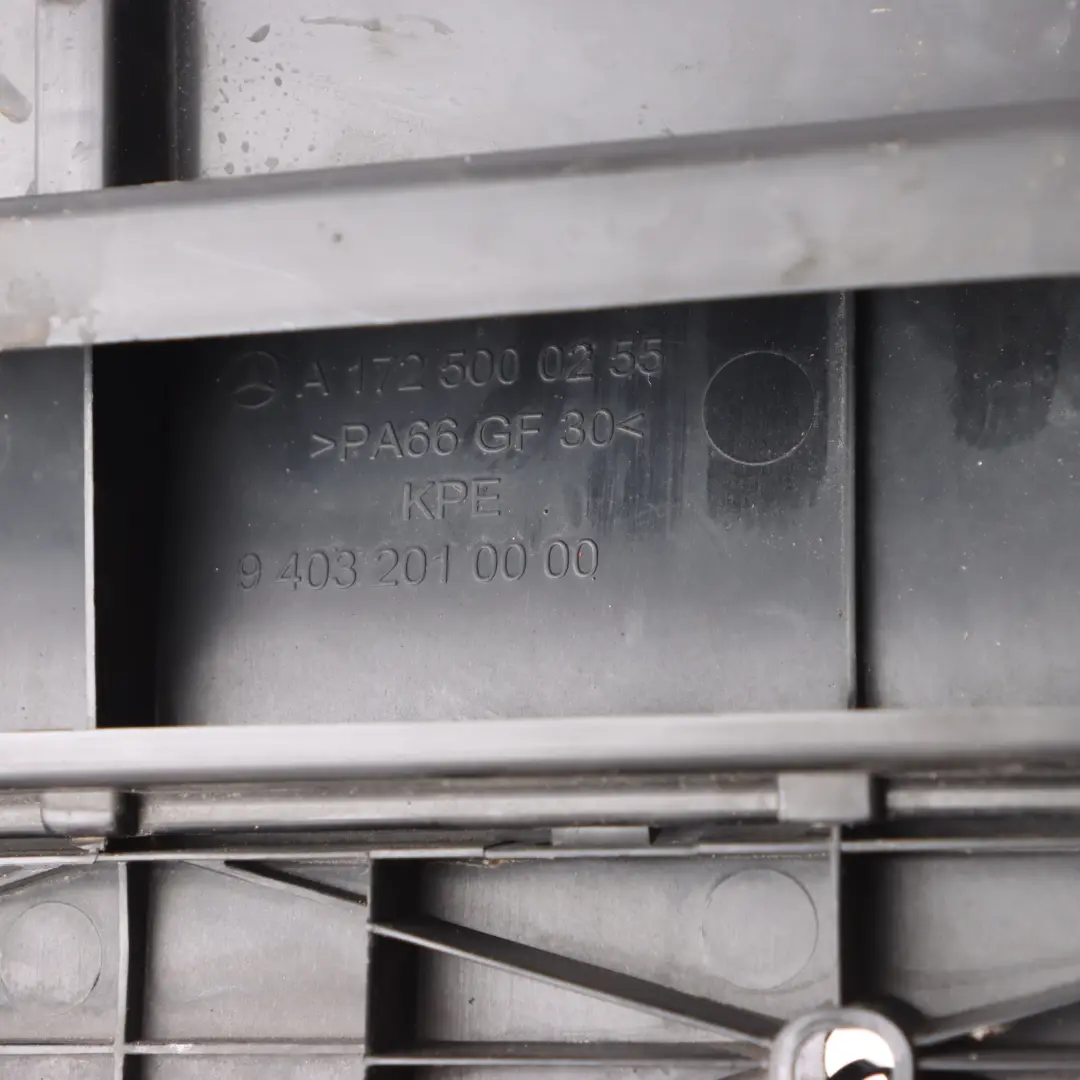 A 172 500 02 55
>PA66 GF 30<
KPE
9 403 201 00 00